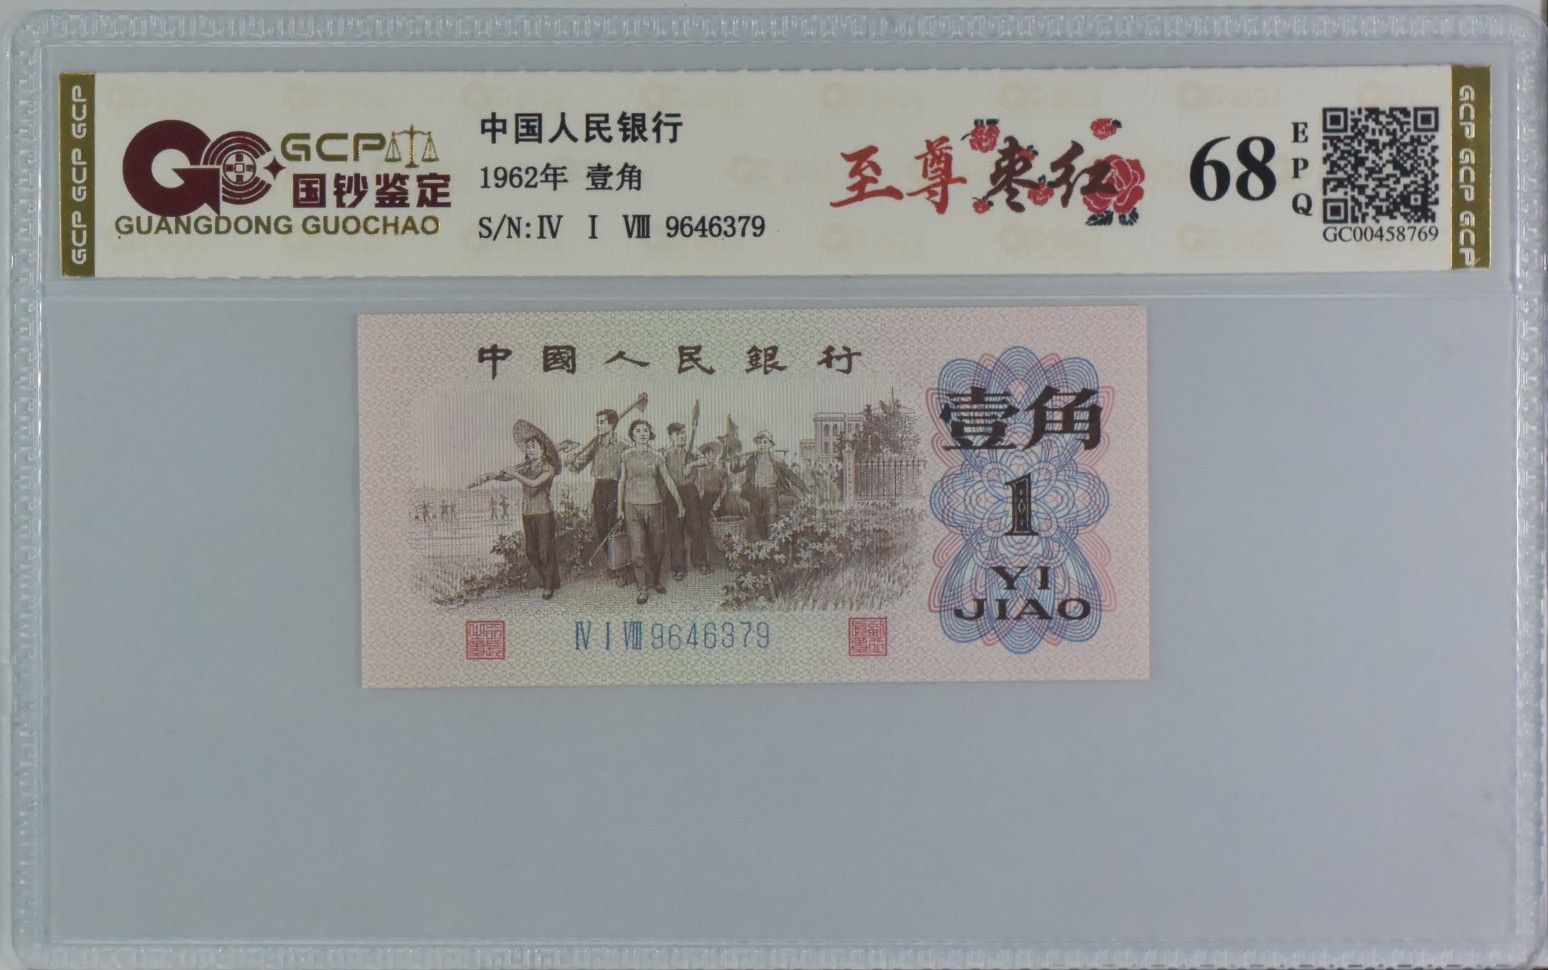 GCP GCP GCP
GCP
国钞鉴定
GUANGDONG GUOCHAO
中国人民银行
1962年 壹角
S/N:Ⅳ Ⅰ Ⅷ 9646379
至尊枣红
68
EPQ
GC00458769
GCP GCP GCP
中國人民銀行
壹角
1
YI
JIAO
Ⅳ Ⅰ Ⅷ 9646379